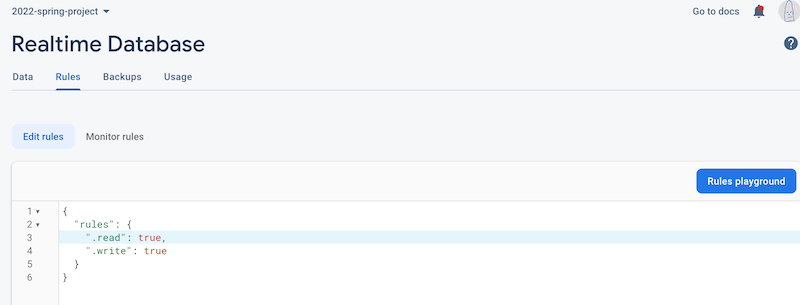 2022-spring-project
Go to docs
Realtime Database
?
Data Rules Backups Usage
Edit rules Monitor rules
Rules playground
1 {
2 "rules": {
3 ".read": true,
4 ".write": true
5 }
6 }